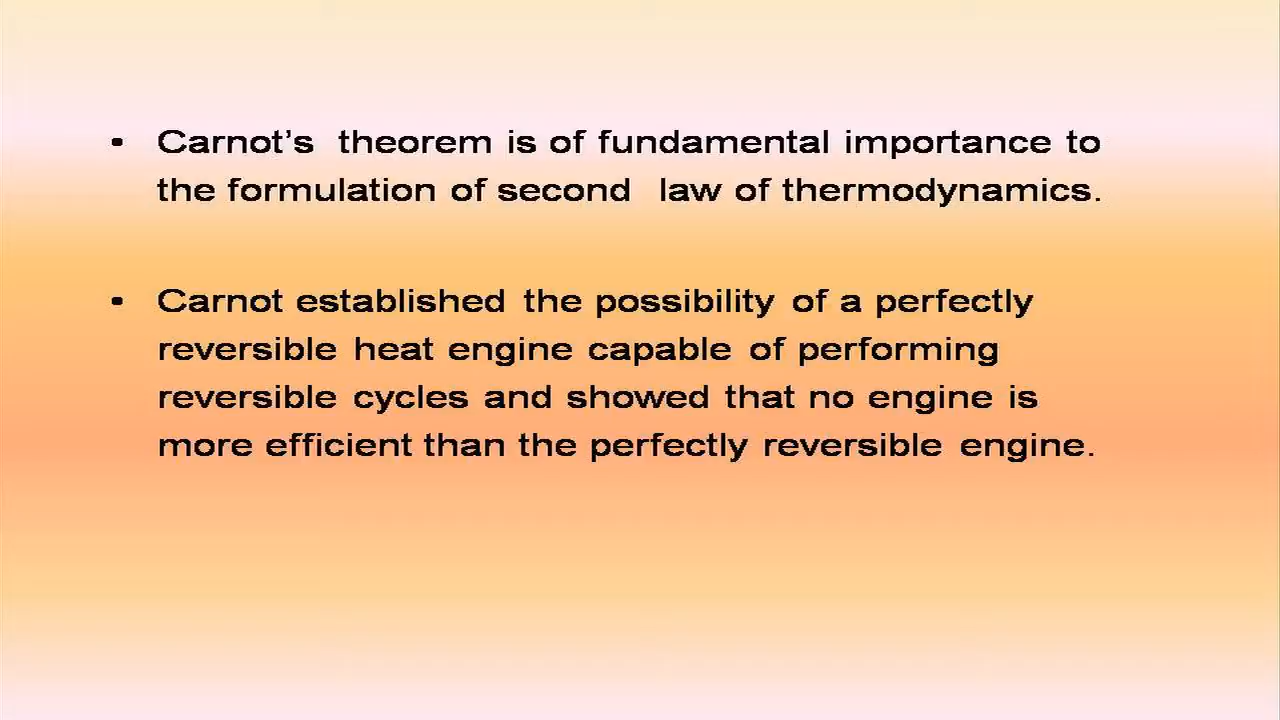 • Carnot's theorem is of fundamental importance to
the formulation of second law of thermodynamics.
• Carnot established the possibility of a perfectly
reversible heat engine capable of performing
reversible cycles and showed that no engine is
more efficient than the perfectly reversible engine.